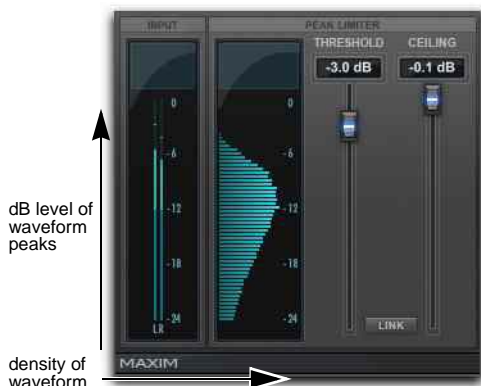 INPUT
PEAK LIMITER
THRESHOLD CEILING
-3.0 dB -0.1 dB
0 0
-6 -6
-12 -12
-18 -18
-24 -24
LR
LINK
MAXIM
dB level of
waveform
peaks
density of
waveform